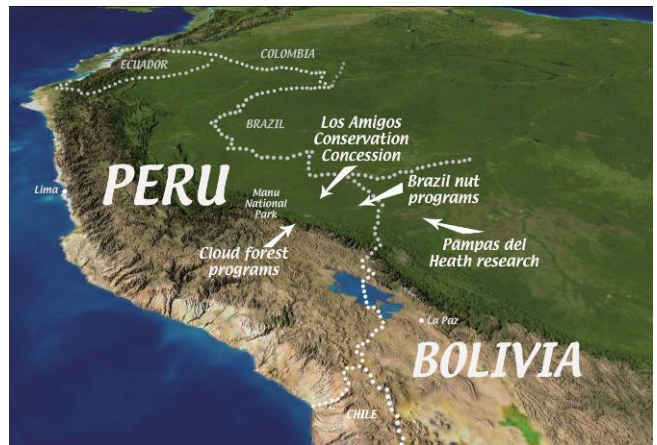 COLOMBIA
ECUADOR
BRAZIL
Los Amigos
Conservation
Concession
PERU
Lima
Manu
National
Park
Brazil nut
programs
Cloud forest
programs
Pampas del
Heath research
La Paz
BOLIVIA
CHILE